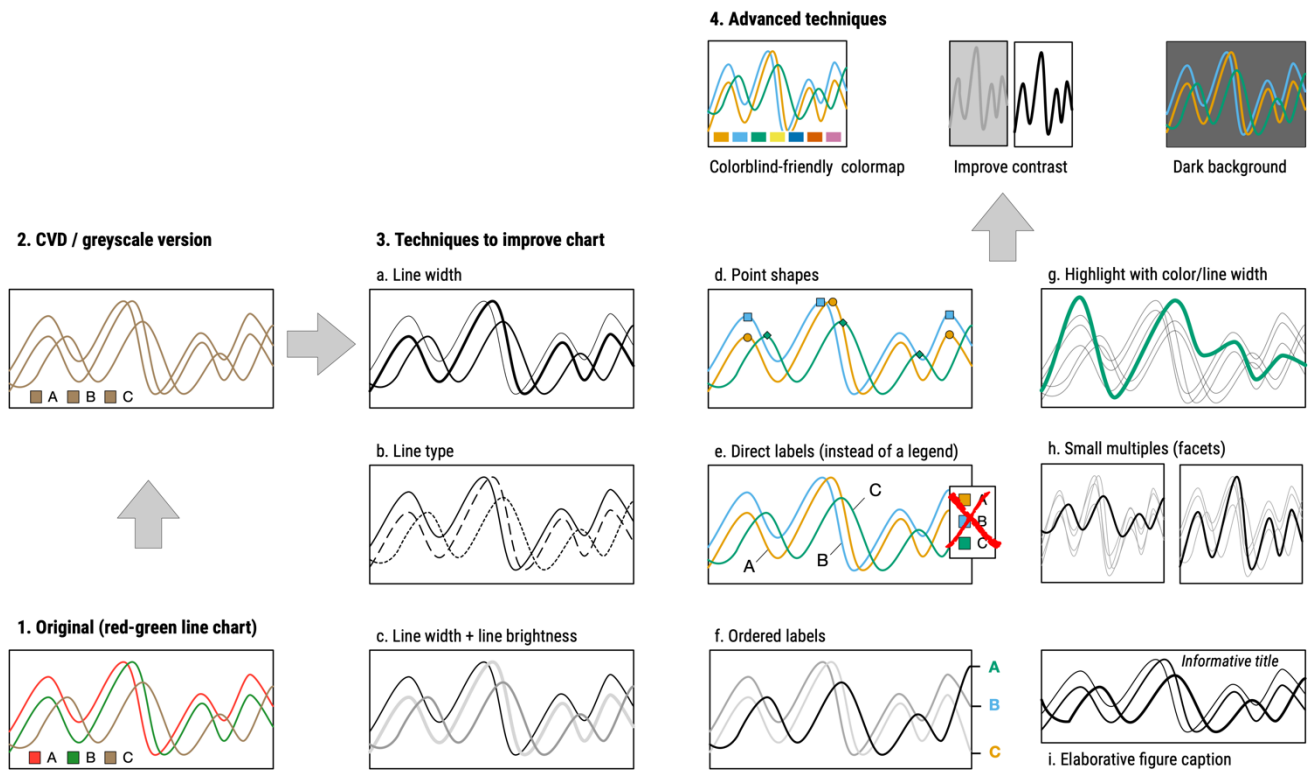 4. Advanced techniques
Colorblind-friendly colormap
Improve contrast
Dark background
2. CVD / greyscale version
A B C
3. Techniques to improve chart
a. Line width
d. Point shapes
g. Highlight with color/line width
b. Line type
e. Direct labels (instead of a legend)
C
A
B
A
B
C
h. Small multiples (facets)
1. Original (red-green line chart)
A B C
c. Line width + line brightness
f. Ordered labels
A
B
C
Informative title
i. Elaborative figure caption